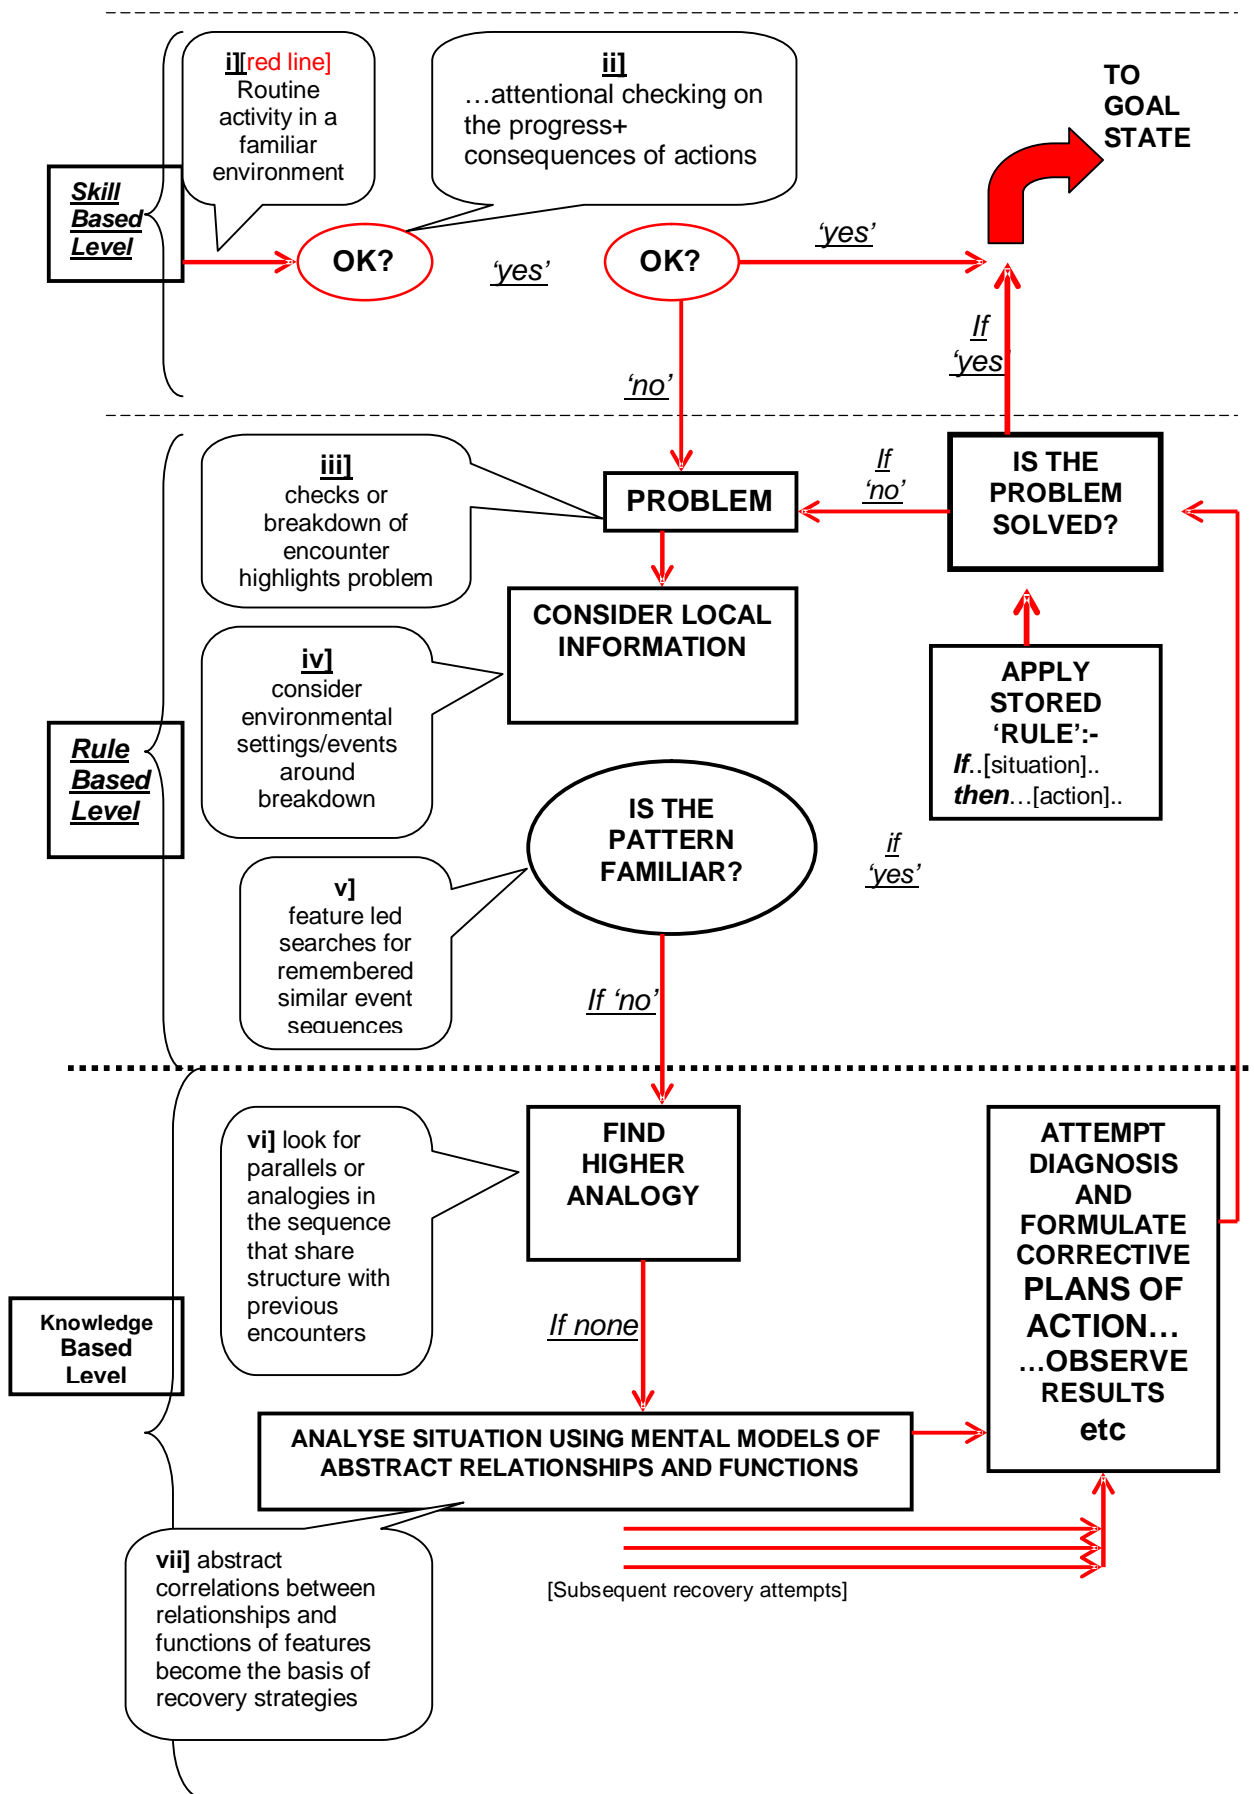 i][red line]
Routine
activity in a
familiar
environment
ii]
…attentional checking on
the progress+
consequences of actions
TO
GOAL
STATE
Skill
Based
Level
OK?
‘yes’
OK?
‘yes’
If
‘yes’
‘no’
iii]
checks or
breakdown of
encounter
highlights problem
PROBLEM
If
‘no’
IS THE
PROBLEM
SOLVED?
CONSIDER LOCAL
INFORMATION
iv]
consider
environmental
settings/events
around
breakdown
APPLY
STORED
‘RULE’:-
If..[situation]..
then…[action]..
Rule
Based
Level
IS THE
PATTERN
FAMILIAR?
if
‘yes’
v]
feature led
searches for
remembered
similar event
sequences
If ‘no’
vi] look for
parallels or
analogies in
the sequence
that share
structure with
previous
encounters
FIND
HIGHER
ANALOGY
ATTEMPT
DIAGNOSIS
AND
FORMULATE
CORRECTIVE
PLANS OF
ACTION…
…OBSERVE
RESULTS
etc
Knowledge
Based
Level
If none
ANALYSE SITUATION USING MENTAL MODELS OF
ABSTRACT RELATIONSHIPS AND FUNCTIONS
vii] abstract
correlations between
relationships and
functions of features
become the basis of
recovery strategies
[Subsequent recovery attempts]